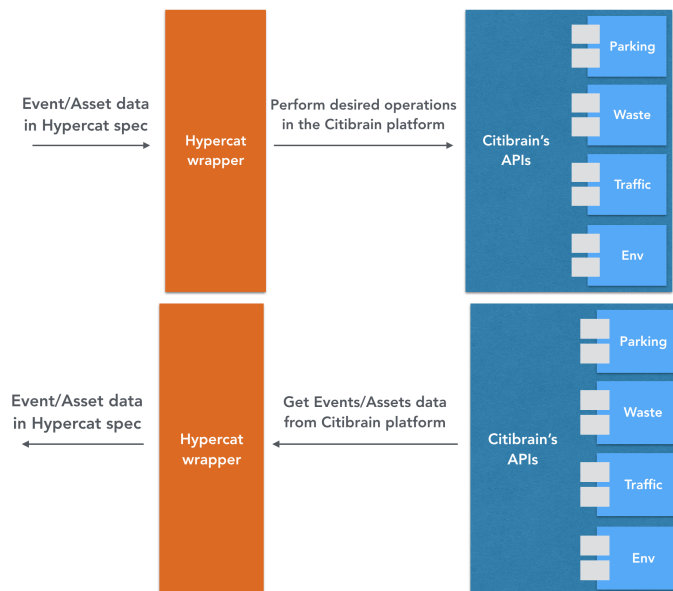 Event/Asset data
in Hypercat spec
Hypercat
wrapper
Perform desired operations
in the Citibrain platform
Citibrain's
APIs
Parking
Waste
Traffic
Env
Event/Asset data
in Hypercat spec
Hypercat
wrapper
Get Events/Assets data
from Citibrain platform
Citibrain's
APIs
Parking
Waste
Traffic
Env